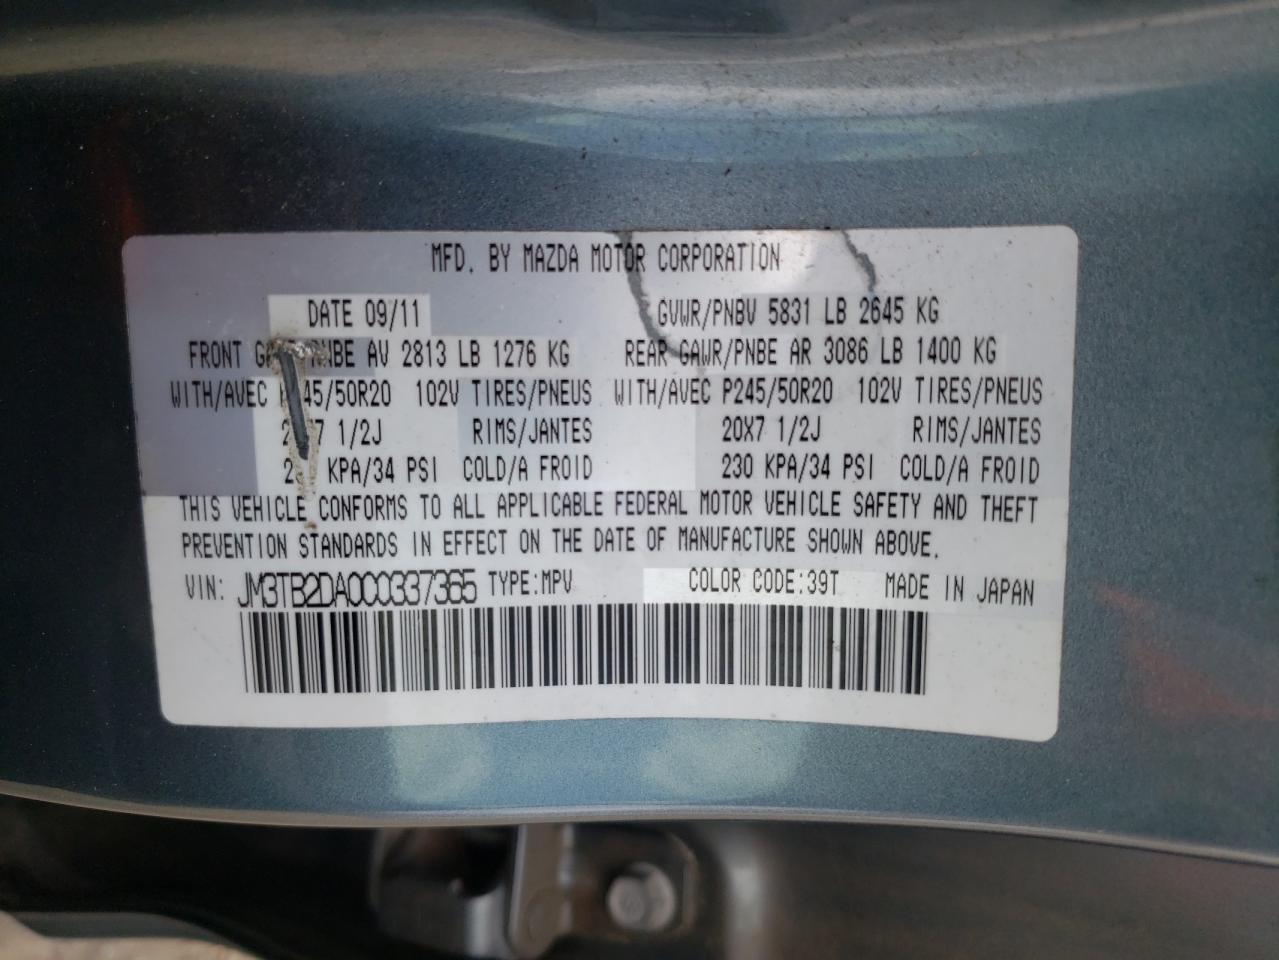 MFD. BY MAZDA MOTOR CORPORATION
DATE 09/11 GVWR/PNBV 5831 LB 2645 KG
FRONT AV 2813 LB 1276 KG REAR GAWR/PNBE AR 3086 LB 1400 KG
WITH/AVEC 102V TIRES/PNEUS WITH/AVEC P245/50R20 102V TIRES/PNEUS
1/2J RIMS/JANTES 20X7 1/2J RIMS/JANTES
KPA/34 PSI COLD/A FROID 230 KPA/34 PSI COLD/A FROID
THIS VEHICLE CONFORMS TO ALL APPLICABLE FEDERAL MOTOR VEHICLE SAFETY AND THEFT
PREVENTION STANDARDS IN EFFECT ON THE DATE OF MANUFACTURE SHOWN ABOVE.
VIN: JM3TB2DA0C0337365 TYPE:MPV COLOR CODE:39T MADE IN JAPAN